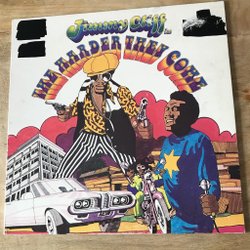 Jimmy Cliff in
THE HARDER THEY COME